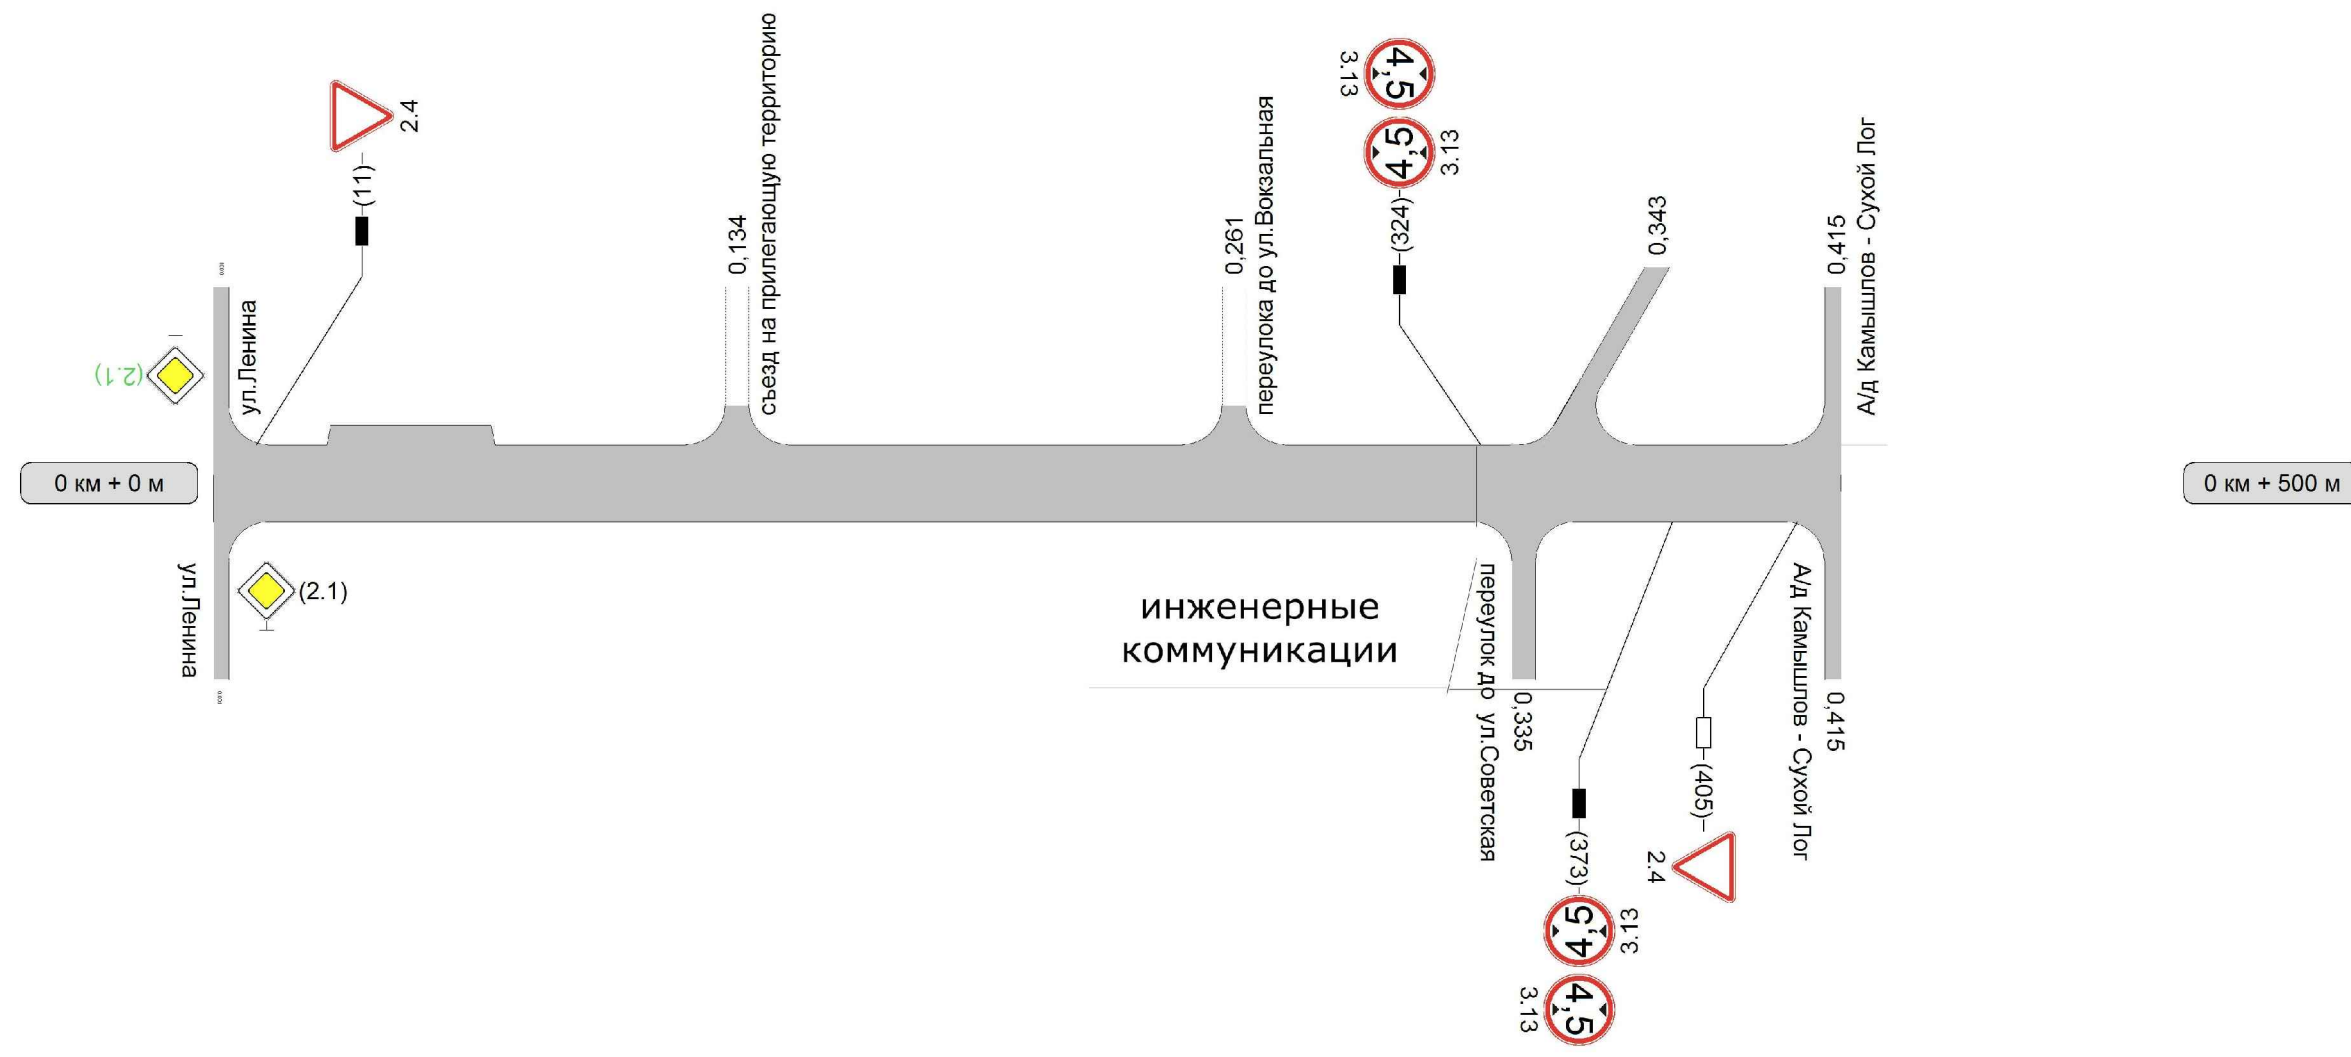 2.4
(11)
0,000
ул.Ленина
(2.1)
0 км + 0 м
ул.Ленина
(2.1)
0,134
съезд на прилегающую территорию
0,261
переулока до ул.Вокзальная
3.13
4,5
4,5
3.13
(324)
0,343
0,415
А/д Камышлов - Сухой Лог
0 км + 500 м
инженерные
коммуникации
переулок до ул.Советская
0,335
(373)
4,5
3.13
4,5
3.13
(405)
2.4
А/д Камышлов - Сухой Лог
0,415